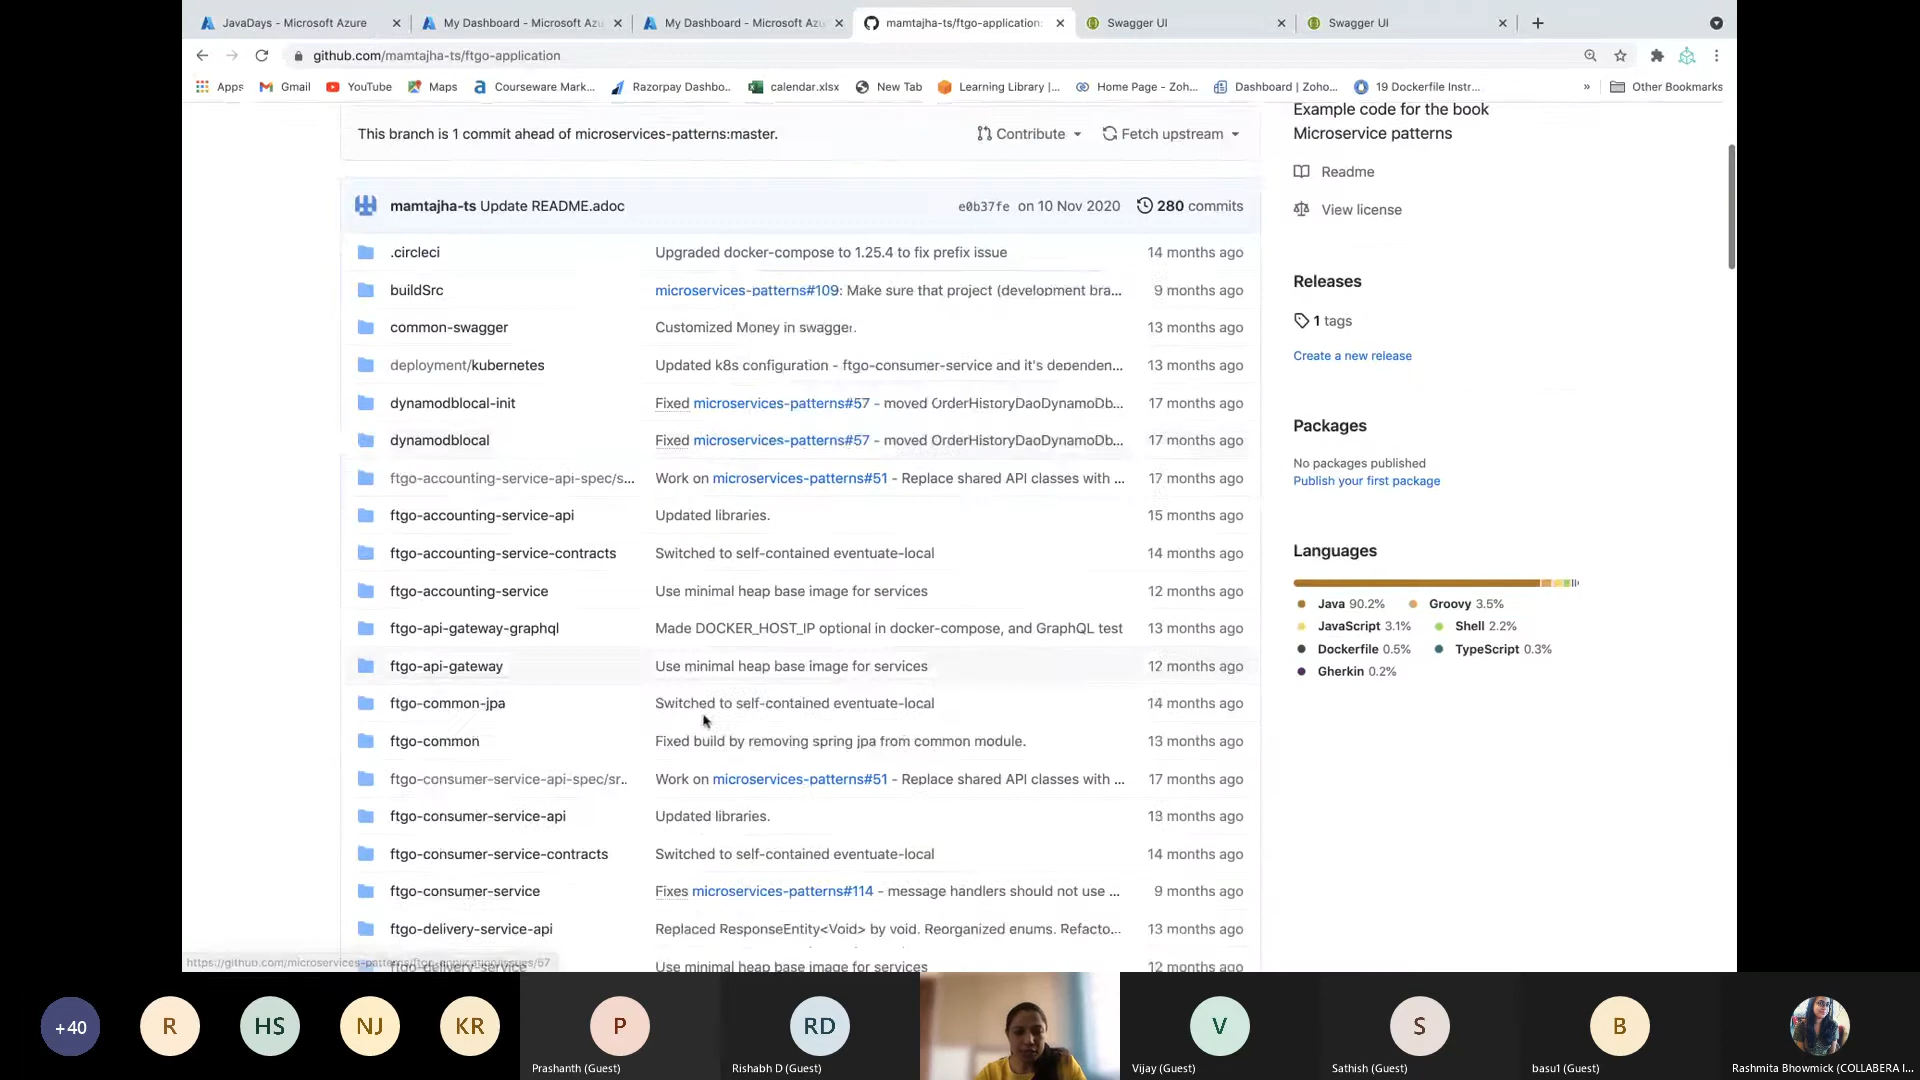 JavaDays - Microsoft Azure
My Dashboard - Microsoft Azu
My Dashboard - Microsoft Az
mamtajha-ts/ftgo-application:
Swagger UI
Swagger UI
github.com/mamtajha-ts/ftgo-application
Apps
Gmail
YouTube
Maps
Courseware Mark...
Razorpay Dashbo..
calendar.xlsx
New Tab
Learning Library |...
Home Page - Zoh...
Dashboard | Zoho...
19 Dockerfile Instr...
»
Other Bookmarks
This branch is 1 commit ahead of microservices-patterns:master.
Contribute
Fetch upstream
mamtajha-ts Update README.adoc
e0b37fe on 10 Nov 2020
280 commits
.circleci Upgraded docker-compose to 1.25.4 to fix prefix issue 14 months ago
buildSrc microservices-patterns#109: Make sure that project (development bra... 9 months ago
common-swagger Customized Money in swagger. 13 months ago
deployment/kubernetes Updated k8s configuration - ftgo-consumer-service and it's dependen... 13 months ago
dynamodblocal-init Fixed microservices-patterns#57 - moved OrderHistoryDaoDynamoDb... 17 months ago
dynamodblocal Fixed microservices-patterns#57 - moved OrderHistoryDaoDynamoDb... 17 months ago
ftgo-accounting-service-api-spec/s... Work on microservices-patterns#51 - Replace shared API classes with ... 17 months ago
ftgo-accounting-service-api Updated libraries. 15 months ago
ftgo-accounting-service-contracts Switched to self-contained eventuate-local 14 months ago
ftgo-accounting-service Use minimal heap base image for services 12 months ago
ftgo-api-gateway-graphql Made DOCKER_HOST_IP optional in docker-compose, and GraphQL test 13 months ago
ftgo-api-gateway Use minimal heap base image for services 12 months ago
ftgo-common-jpa Switched to self-contained eventuate-local 14 months ago
ftgo-common Fixed build by removing spring jpa from common module. 13 months ago
ftgo-consumer-service-api-spec/sr.. Work on microservices-patterns#51 - Replace shared API classes with ... 17 months ago
ftgo-consumer-service-api Updated libraries. 13 months ago
ftgo-consumer-service-contracts Switched to self-contained eventuate-local 14 months ago
ftgo-consumer-service Fixes microservices-patterns#114 - message handlers should not use ... 9 months ago
ftgo-delivery-service-api Replaced ResponseEntity<Void> by void. Reorganized enums. Refacto... 13 months ago
ftgo-delivery-service Use minimal heap base image for services 12 months ago
https://github.com/microservices-patterns/ftgo-application/issues/57
Example code for the book
Microservice patterns
Readme
View license
Releases
1 tags
Create a new release
Packages
No packages published
Publish your first package
Languages
Java 90.2% Groovy 3.5%
JavaScript 3.1% Shell 2.2%
Dockerfile 0.5% TypeScript 0.3%
Gherkin 0.2%
+40
R
HS
NJ
KR
P
Prashanth (Guest)
RD
Rishabh D (Guest)
V
Vijay (Guest)
S
Sathish (Guest)
B
basu1 (Guest)
Rashmita Bhowmick (COLLABERA I...